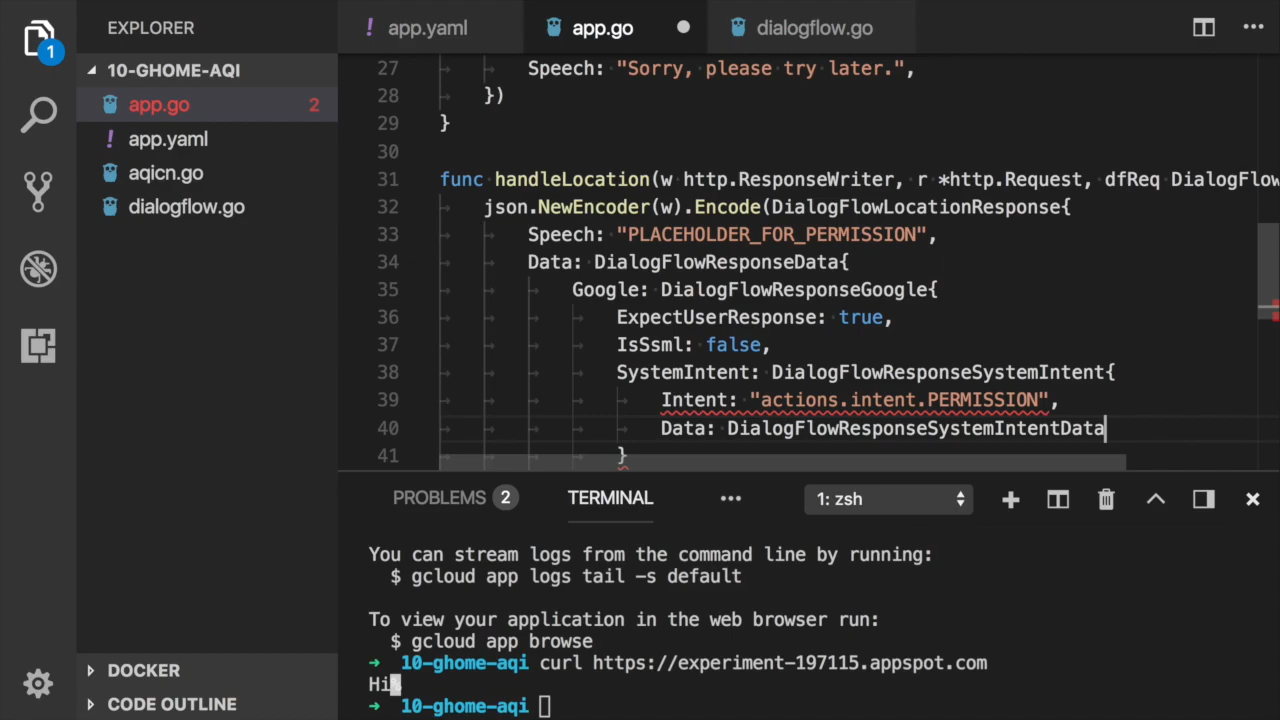 EXPLORER
! app.yaml
app.go
dialogflow.go
1
10-GHOME-AQI
app.go 2
! app.yaml
aqicn.go
dialogflow.go
27 Speech: "Sorry, please try later.",
28 })
29 }
30
31 func handleLocation(w http.ResponseWriter, r *http.Request, dfReq DialogFlow
32 json.NewEncoder(w).Encode(DialogFlowLocationResponse{
33 Speech: "PLACEHOLDER_FOR_PERMISSION",
34 Data: DialogFlowResponseData{
35 Google: DialogFlowResponseGoogle{
36 ExpectUserResponse: true,
37 IsSsml: false,
38 SystemIntent: DialogFlowResponseSystemIntent{
39 Intent: "actions.intent.PERMISSION",
40 Data: DialogFlowResponseSystemIntentData
41 }
PROBLEMS 2
TERMINAL
1: zsh
You can stream logs from the command line by running:
$ gcloud app logs tail -s default
To view your application in the web browser run:
$ gcloud app browse
➜ 10-ghome-aqi curl https://experiment-197115.appspot.com
Hi%
➜ 10-ghome-aqi
DOCKER
CODE OUTLINE